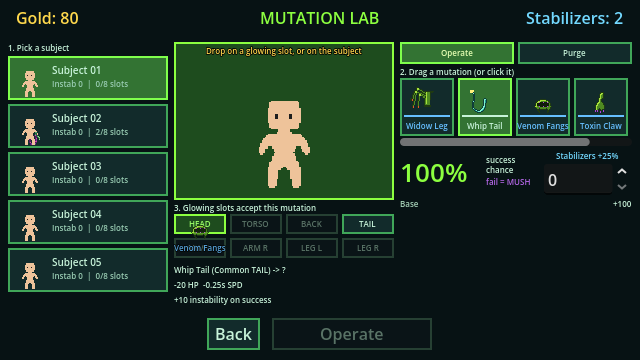 Gold: 80
MUTATION LAB
Stabilizers: 2
1. Pick a subject
Subject 01
Instab 0 | 0/8 slots
Subject 02
Instab 0 | 2/8 slots
Subject 03
Instab 0 | 0/8 slots
Subject 04
Instab 0 | 0/8 slots
Subject 05
Instab 0 | 0/8 slots
Drop on a glowing slot, or on the subject
3. Glowing slots accept this mutation
HEAD
TORSO
BACK
TAIL
Venom Fangs
ARM R
LEG L
LEG R
Whip Tail (Common TAIL) -> ?
-20 HP -0.25s SPD
+10 instability on success
Operate
Purge
2. Drag a mutation (or click it)
Widow Leg
Whip Tail
Venom Fangs
Toxin Claw
100%
success
chance
fail = MUSH
Stabilizers +25%
0
Base
+100
Back
Operate